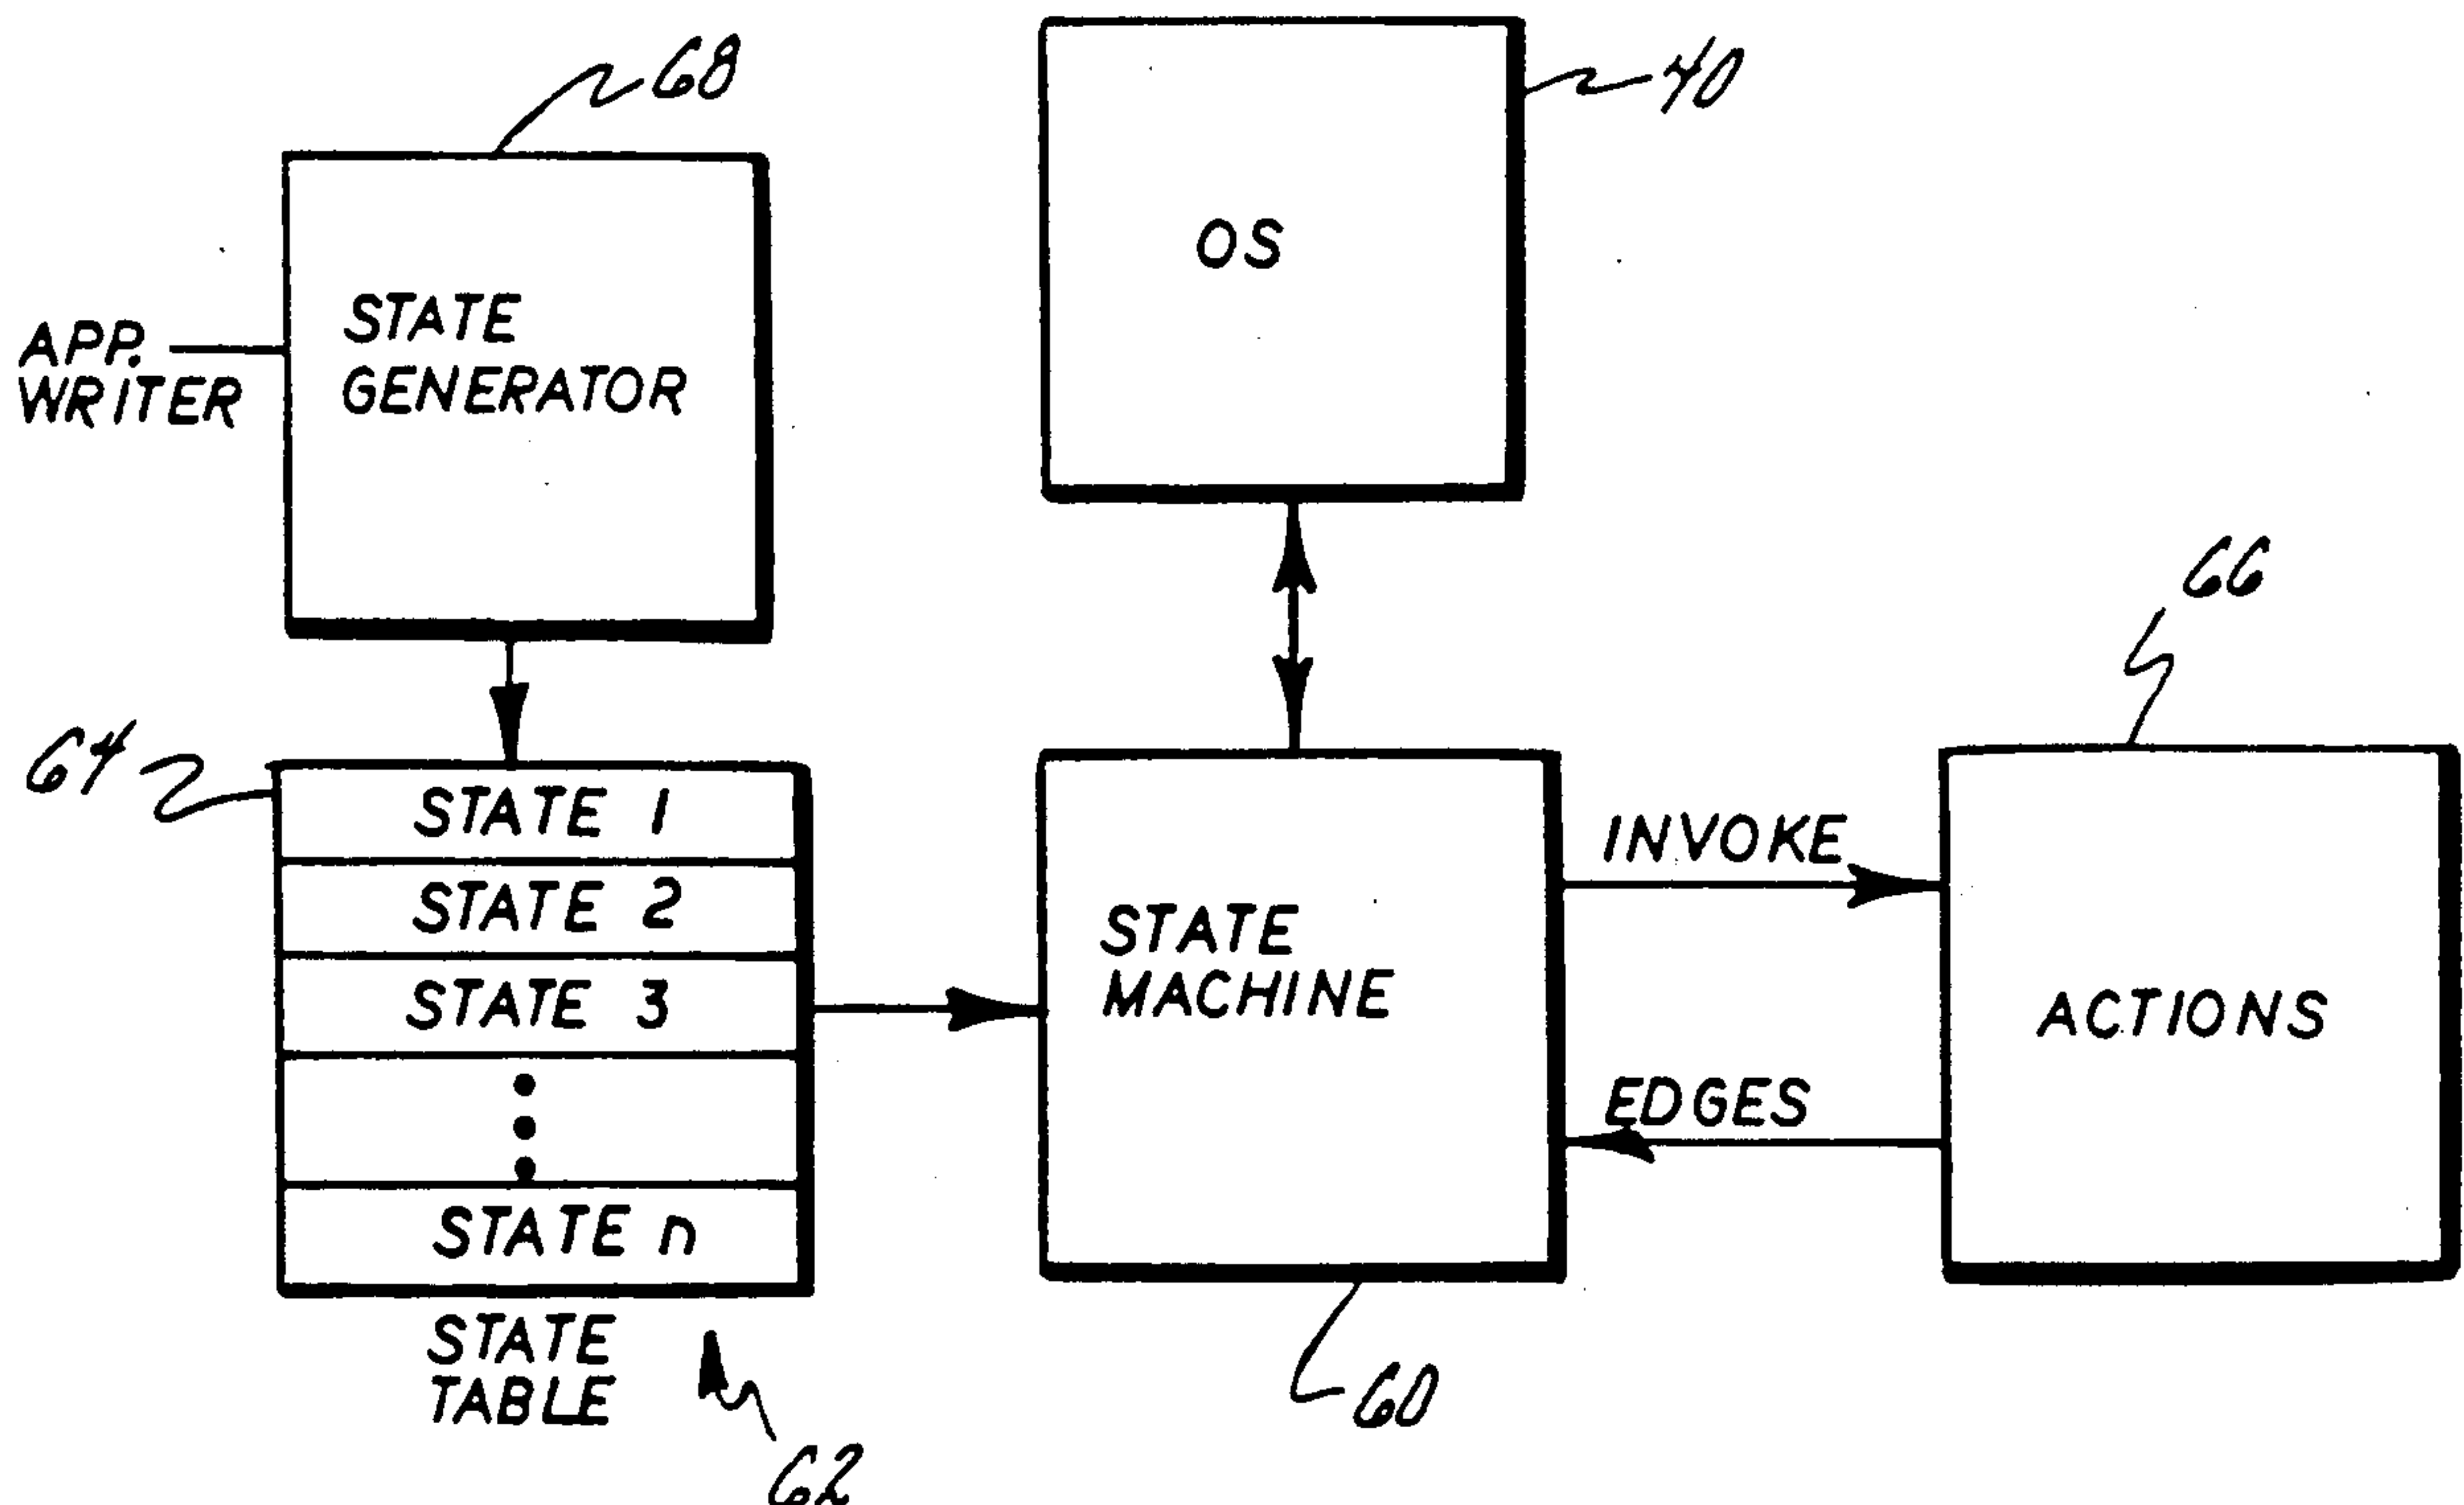 68
40
OS
STATE
GENERATOR
APP.
WRITER
66
64
STATE 1
STATE 2
STATE 3
STATE n
STATE
TABLE
62
STATE
MACHINE
60
INVOKE
EDGES
ACTIONS